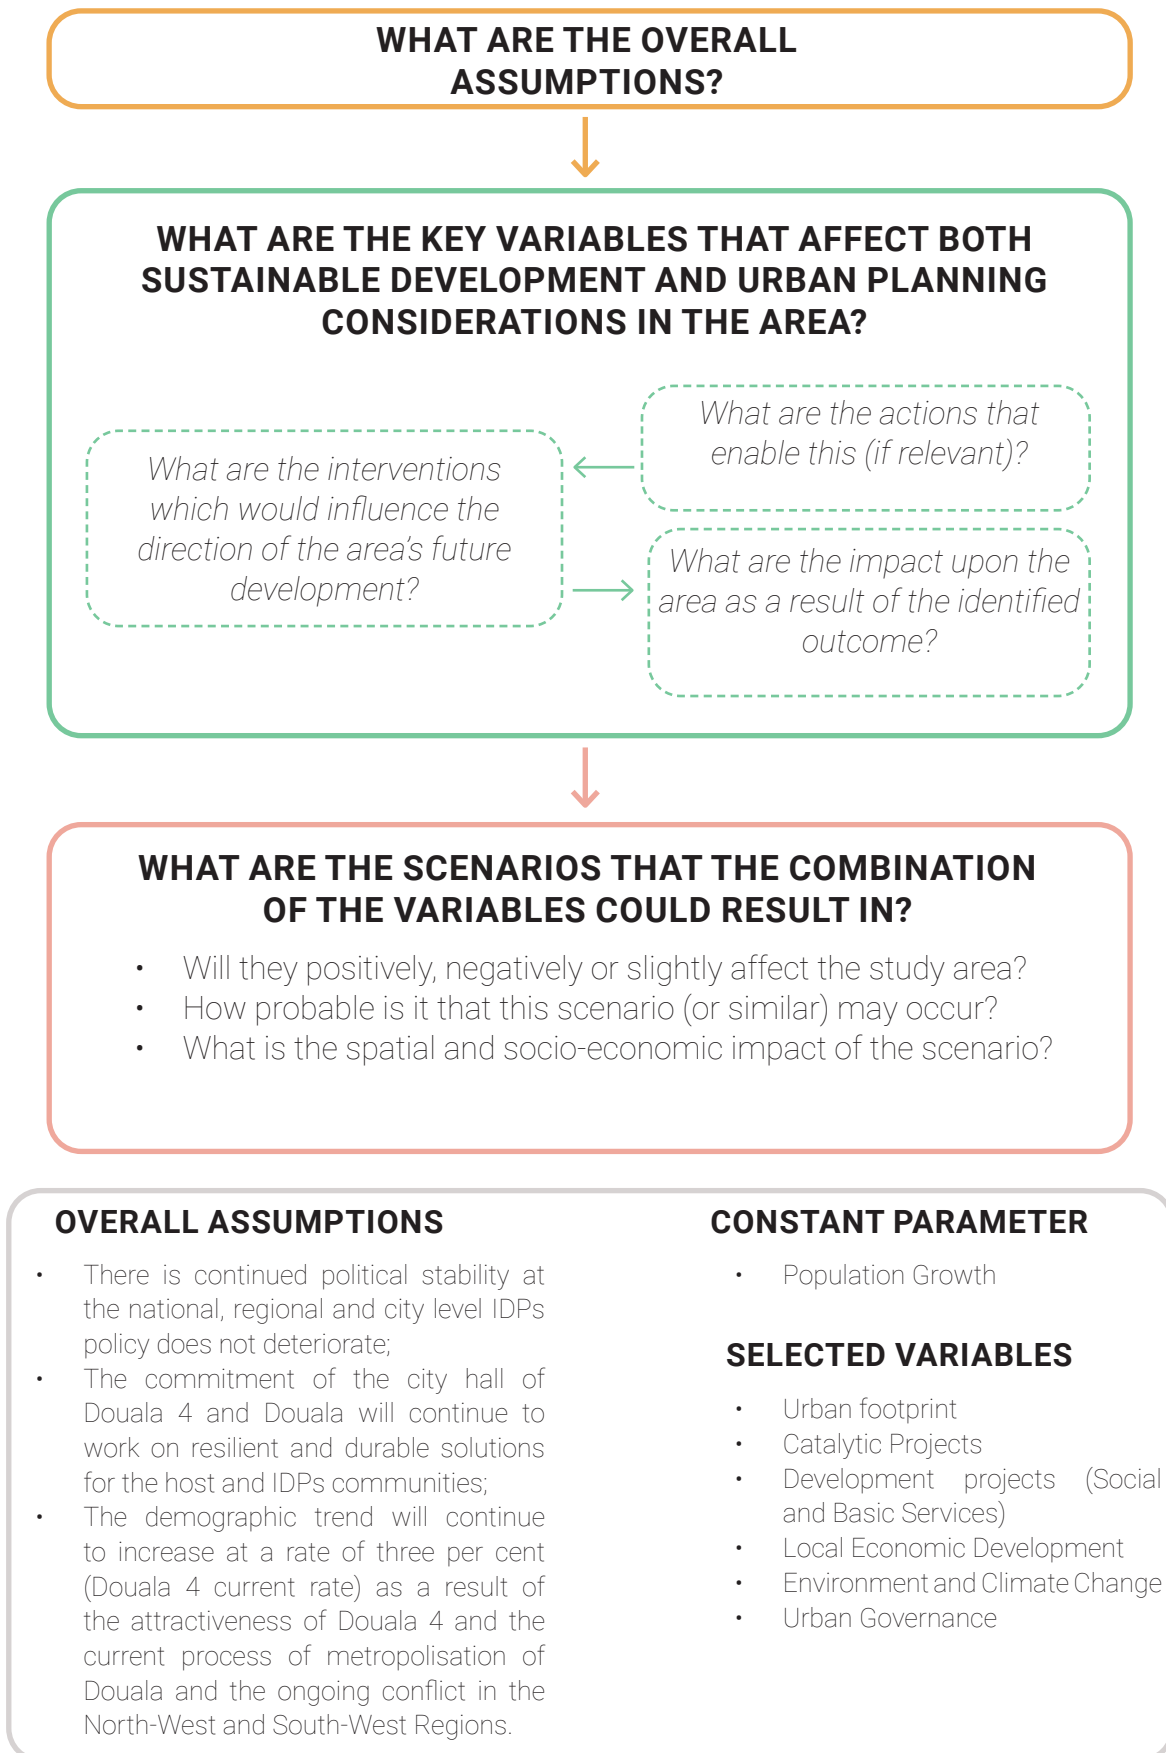 WHAT ARE THE OVERALL
ASSUMPTIONS?
WHAT ARE THE KEY VARIABLES THAT AFFECT BOTH
SUSTAINABLE DEVELOPMENT AND URBAN PLANNING
CONSIDERATIONS IN THE AREA?
What are the interventions
which would influence the
direction of the area's future
development?
What are the actions that
enable this (if relevant)?
What are the impact upon the
area as a result of the identified
outcome?
WHAT ARE THE SCENARIOS THAT THE COMBINATION
OF THE VARIABLES COULD RESULT IN?
• Will they positively, negatively or slightly affect the study area?
• How probable is it that this scenario (or similar) may occur?
• What is the spatial and socio-economic impact of the scenario?
OVERALL ASSUMPTIONS
• There is continued political stability at
the national, regional and city level IDPs
policy does not deteriorate;
• The commitment of the city hall of
Douala 4 and Douala will continue to
work on resilient and durable solutions
for the host and IDPs communities;
• The demographic trend will continue
to increase at a rate of three per cent
(Douala 4 current rate) as a result of
the attractiveness of Douala 4 and the
current process of metropolisation of
Douala and the ongoing conflict in the
North-West and South-West Regions.
CONSTANT PARAMETER
• Population Growth
SELECTED VARIABLES
• Urban footprint
• Catalytic Projects
• Development projects (Social
and Basic Services)
• Local Economic Development
• Environment and Climate Change
• Urban Governance